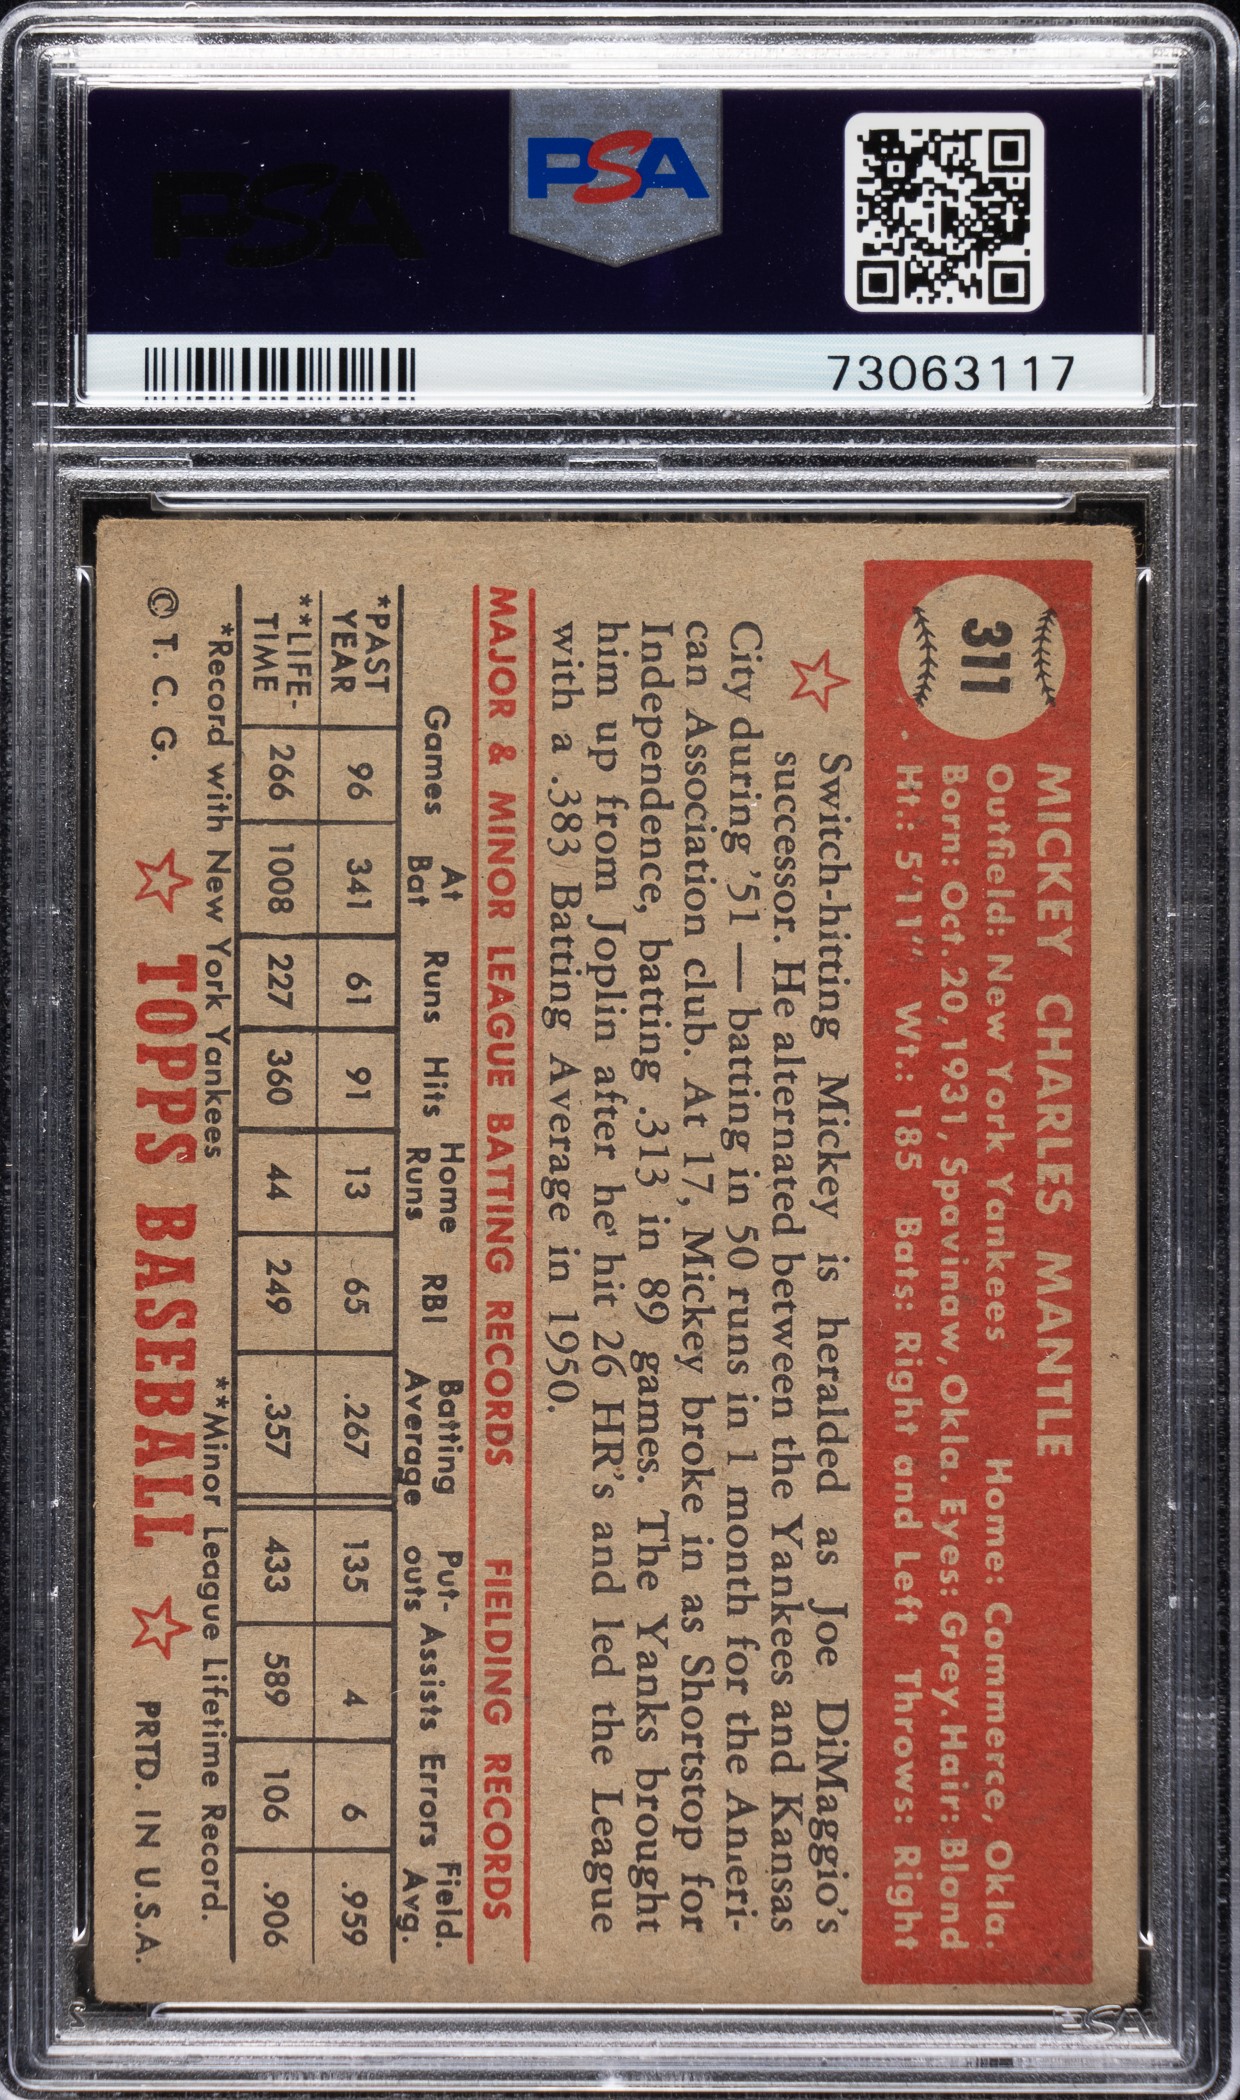 PSA
PSA
73063117
311
MICKEY CHARLES MANTLE
Outfield: New York Yankees Home: Commerce, Okla.
Born: Oct. 20, 1931, Spavinaw, Okla. Eyes: Grey. Hair: Blond
Ht.: 5'11" Wt.: 185 Bats: Right and Left Throws: Right
Switch-hitting Mickey is heralded as Joe DiMaggio's
successor. He alternated between the Yankees and Kansas
City during '51 — batting in 50 runs in 1 month for the Ameri-
can Association club. At 17, Mickey broke in as Shortstop for
Independence, batting .313 in 89 games. The Yanks brought
him up from Joplin after he hit 26 HR's and led the League
with a .383 Batting Average in 1950.
MAJOR & MINOR LEAGUE BATTING RECORDS FIELDING RECORDS
Games At Bat Runs Hits Home Runs RBI Batting Average Put-outs Assists Errors Field. Avg.
*PAST YEAR 96 341 61 91 13 65 .267 135 4 6 .959
**LIFE-TIME 266 1008 227 360 44 249 .357 433 589 106 .906
*Record with New York Yankees **Minor League Lifetime Record.
© T. C. G. TOPPS BASEBALL PRTD. IN U.S.A.
PSA